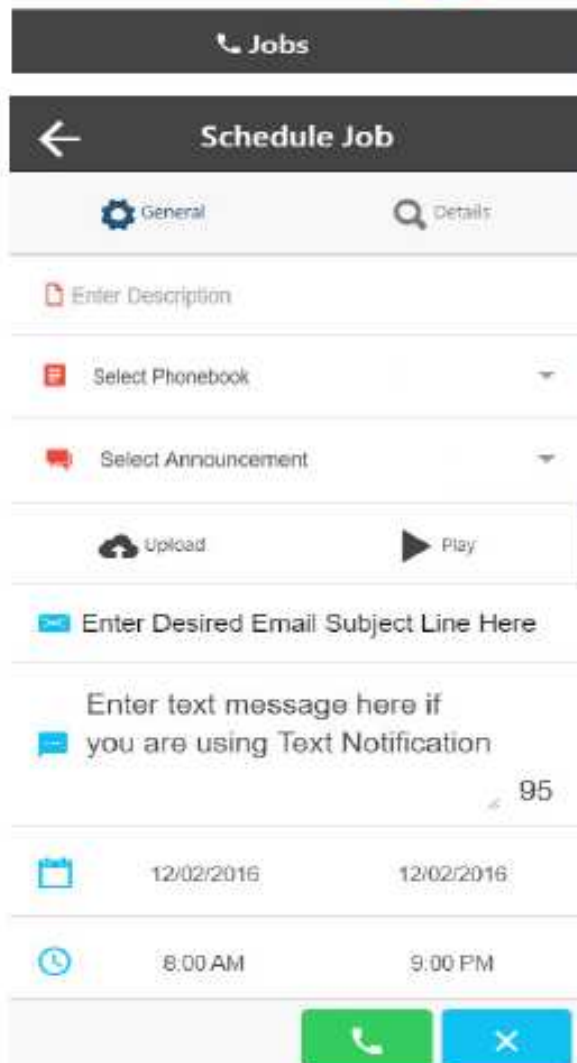 Jobs
Schedule Job
General Details
Enter Description
Select Phonebook
Select Announcement
Upload Play
Enter Desired Email Subject Line Here
Enter text message here if
you are using Text Notification
95
12/02/2016 12/02/2016
8:00 AM 9:00 PM